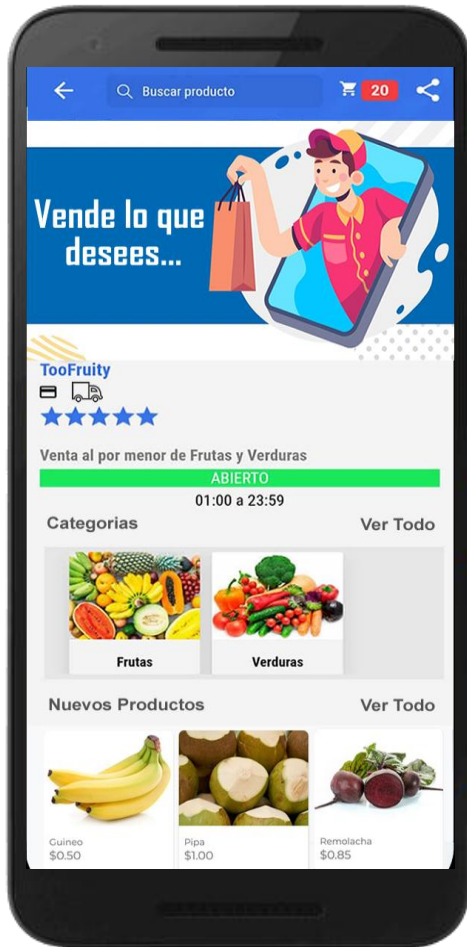 Buscar producto
20
Vende lo que
desees...
TooFruity
Venta al por menor de Frutas y Verduras
ABIERTO
01:00 a 23:59
Categorias
Ver Todo
Frutas
Verduras
Nuevos Productos
Ver Todo
Guineo
$0.50
Pipa
$1.00
Remolacha
$0.85